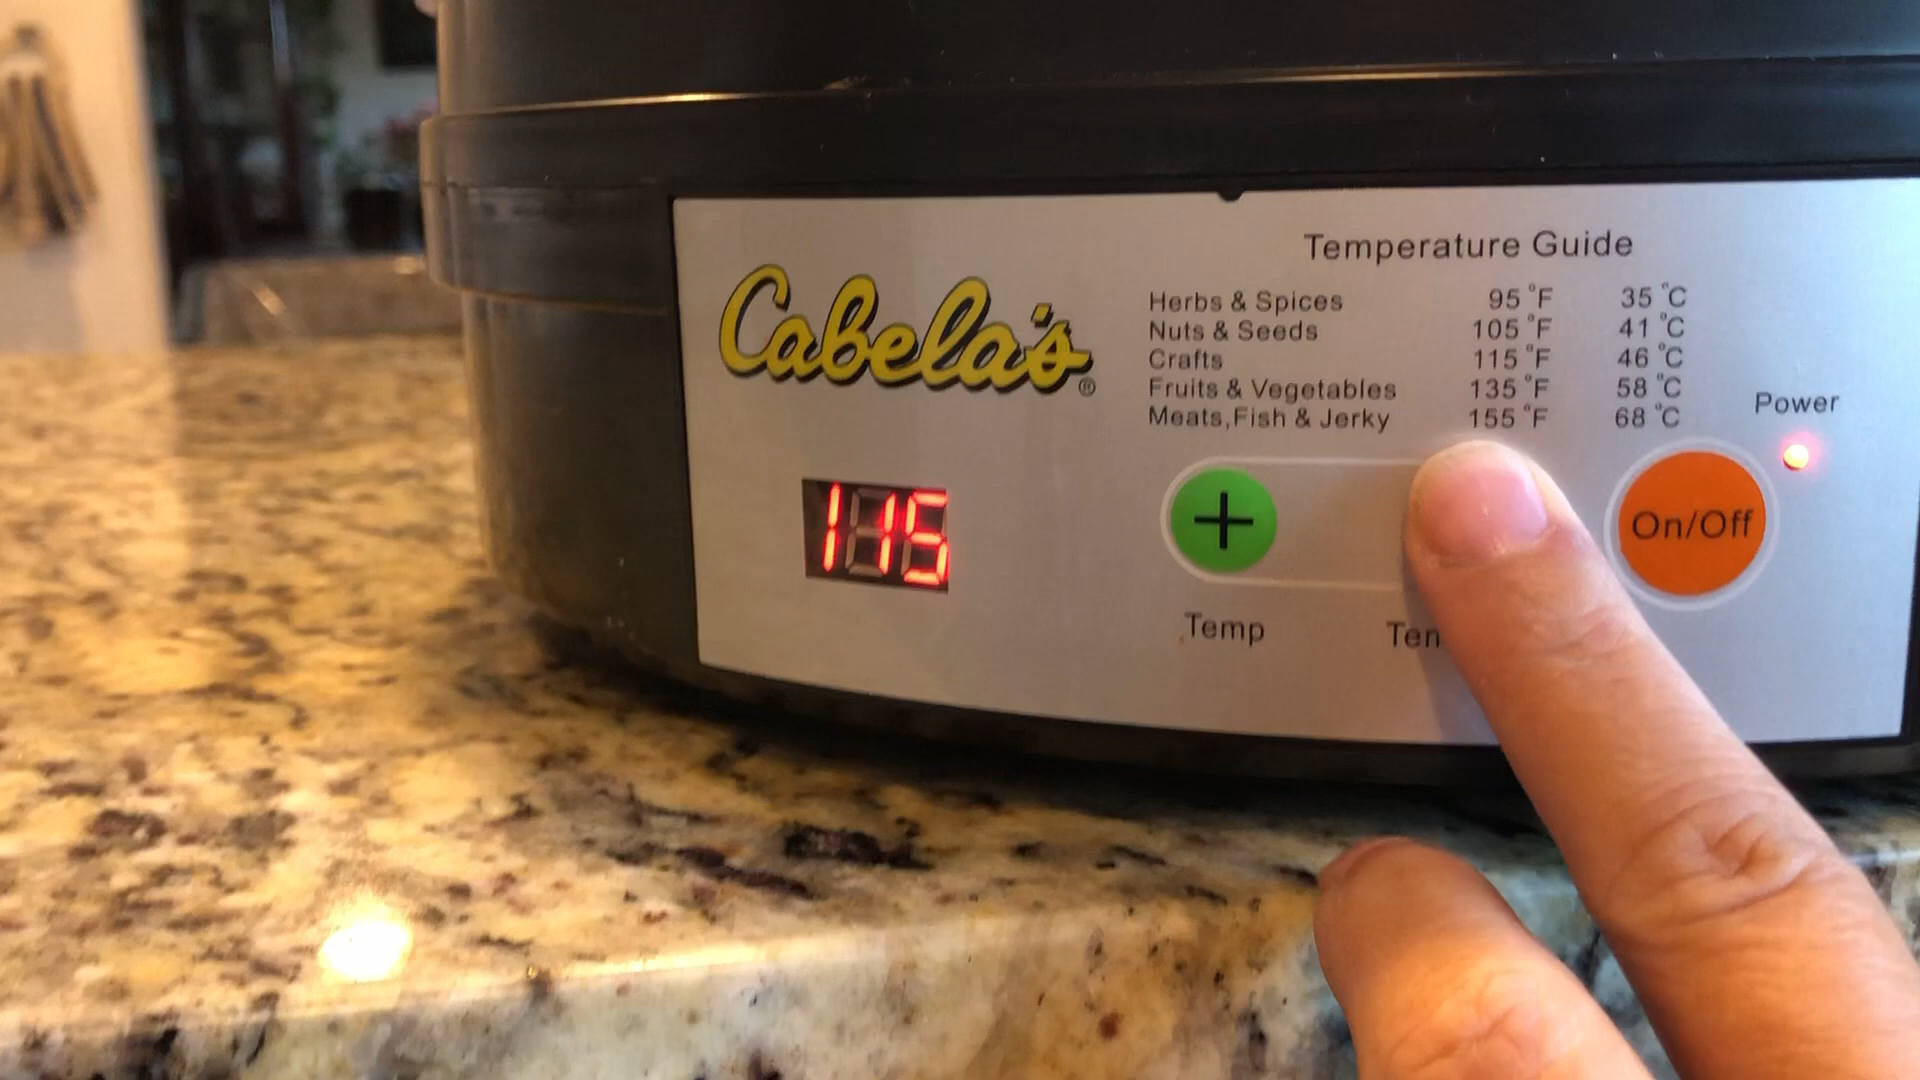 Temperature Guide
Cabela's®
Herbs & Spices 95 °F 35 °C
Nuts & Seeds 105 °F 41 °C
Crafts 115 °F 46 °C
Fruits & Vegetables 135 °F 58 °C
Meats,Fish & Jerky 155 °F 68 °C
Power
115
+
On/Off
Temp
Ten